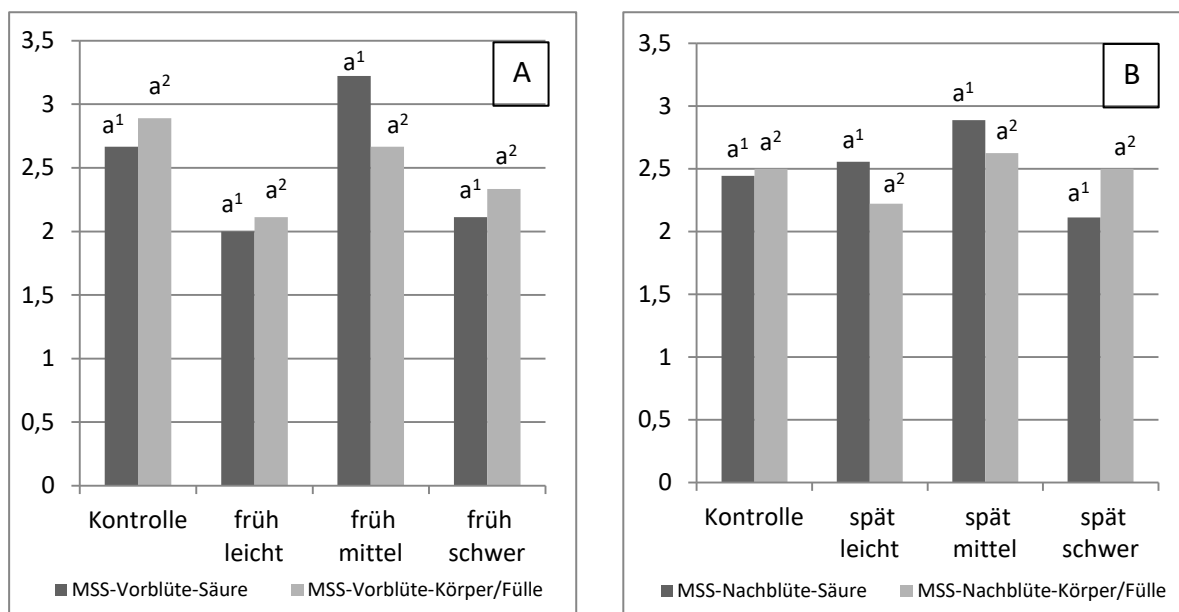 A
3,5
3
2,5
2
1,5
1
0,5
0
a¹ a²
a¹ a²
a¹ a²
a¹ a²
Kontrolle früh leicht früh mittel früh schwer
MSS-Vorblüte-Säure MSS-Vorblüte-Körper/Fülle
B
3,5
3
2,5
2
1,5
1
0,5
0
a¹ a²
a¹ a²
a¹ a²
a¹ a²
Kontrolle spät leicht spät mittel spät schwer
MSS-Nachblüte-Säure MSS-Nachblüte-Körper/Fülle